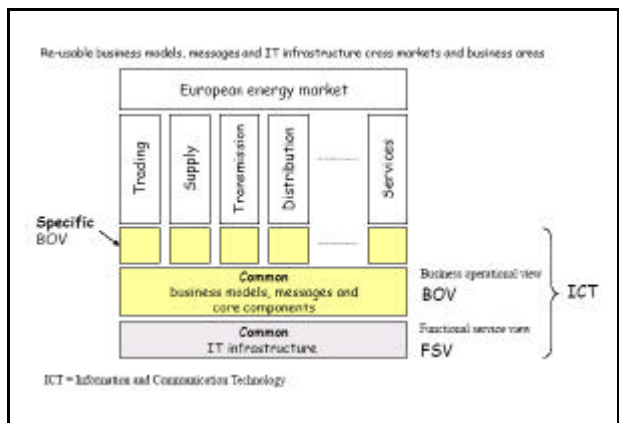 Re-usable business models, messages and IT infrastructure cross markets and business areas
European energy market
Trading
Supply
Transmission
Distribution
Services
Specific
BOV
Common
business models, messages and
core components
Business operational view
BOV
ICT
Common
IT infrastructure
Functional service view
FSV
ICT = Information and Communication Technology